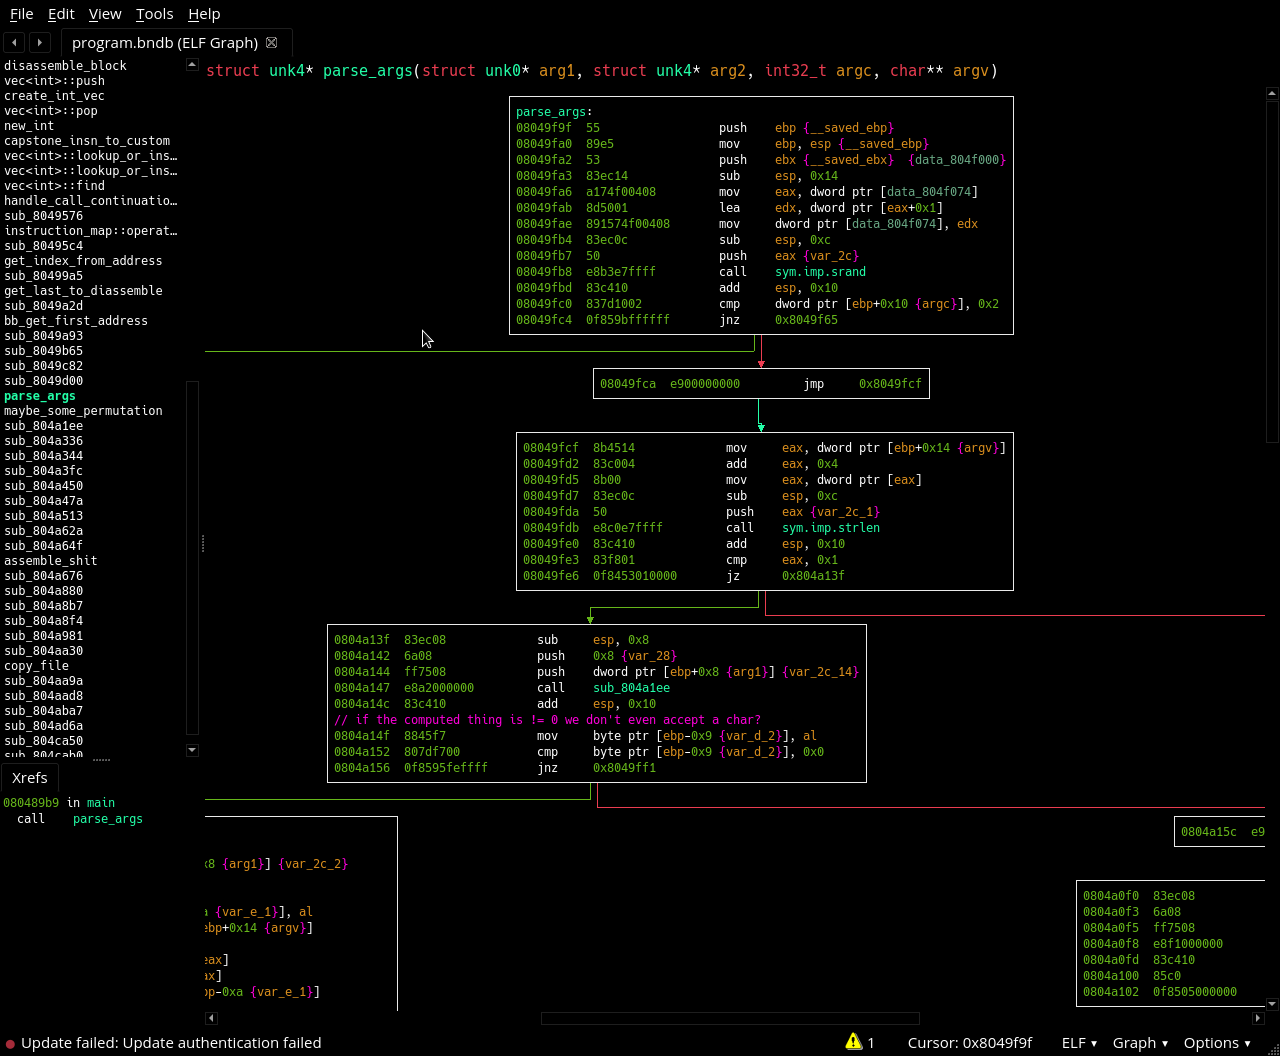 File Edit View Tools Help
program.bndb (ELF Graph)
disassemble_block
vec<int>::push
create_int_vec
vec<int>::pop
new_int
capstone_insn_to_custom
vec<int>::lookup_or_ins…
vec<int>::lookup_or_ins…
vec<int>::find
handle_call_continuatio…
sub_8049576
instruction_map::operat…
sub_80495c4
get_index_from_address
sub_80499a5
get_last_to_diassemble
sub_8049a2d
bb_get_first_address
sub_8049a93
sub_8049b65
sub_8049c82
sub_8049d00
parse_args
maybe_some_permutation
sub_804a1ee
sub_804a336
sub_804a344
sub_804a3fc
sub_804a450
sub_804a47a
sub_804a513
sub_804a62a
sub_804a64f
assemble_shit
sub_804a676
sub_804a880
sub_804a8b7
sub_804a8f4
sub_804a981
sub_804aa30
copy_file
sub_804aa9a
sub_804aad8
sub_804aba7
sub_804ad6a
sub_804ca50
sub_804cab0
Xrefs
080489b9 in main
call parse_args
struct unk4* parse_args(struct unk0* arg1, struct unk4* arg2, int32_t argc, char** argv)
parse_args:
08049f9f 55 push ebp {__saved_ebp}
08049fa0 89e5 mov ebp, esp {__saved_ebp}
08049fa2 53 push ebx {__saved_ebx} {data_804f000}
08049fa3 83ec14 sub esp, 0x14
08049fa6 a174f00408 mov eax, dword ptr [data_804f074]
08049fab 8d5001 lea edx, dword ptr [eax+0x1]
08049fae 891574f00408 mov dword ptr [data_804f074], edx
08049fb4 83ec0c sub esp, 0xc
08049fb7 50 push eax {var_2c}
08049fb8 e8b3e7ffff call sym.imp.srand
08049fbd 83c410 add esp, 0x10
08049fc0 837d1002 cmp dword ptr [ebp+0x10 {argc}], 0x2
08049fc4 0f859bffffff jnz 0x8049f65
08049fca e900000000 jmp 0x8049fcf
08049fcf 8b4514 mov eax, dword ptr [ebp+0x14 {argv}]
08049fd2 83c004 add eax, 0x4
08049fd5 8b00 mov eax, dword ptr [eax]
08049fd7 83ec0c sub esp, 0xc
08049fda 50 push eax {var_2c_1}
08049fdb e8c0e7ffff call sym.imp.strlen
08049fe0 83c410 add esp, 0x10
08049fe3 83f801 cmp eax, 0x1
08049fe6 0f8453010000 jz 0x804a13f
0804a13f 83ec08 sub esp, 0x8
0804a142 6a08 push 0x8 {var_28}
0804a144 ff7508 push dword ptr [ebp+0x8 {arg1}] {var_2c_14}
0804a147 e8a2000000 call sub_804a1ee
0804a14c 83c410 add esp, 0x10
// if the computed thing is != 0 we don't even accept a char?
0804a14f 8845f7 mov byte ptr [ebp-0x9 {var_d_2}], al
0804a152 807df700 cmp byte ptr [ebp-0x9 {var_d_2}], 0x0
0804a156 0f8595feffff jnz 0x8049ff1
x8 {arg1}] {var_2c_2}
a {var_e_1}], al
ebp+0x14 {argv}]
eax]
ax]
bp-0xa {var_e_1}]
0804a15c e9
0804a0f0 83ec08
0804a0f3 6a08
0804a0f5 ff7508
0804a0f8 e8f1000000
0804a0fd 83c410
0804a100 85c0
0804a102 0f8505000000
Update failed: Update authentication failed
1 Cursor: 0x8049f9f ELF Graph Options